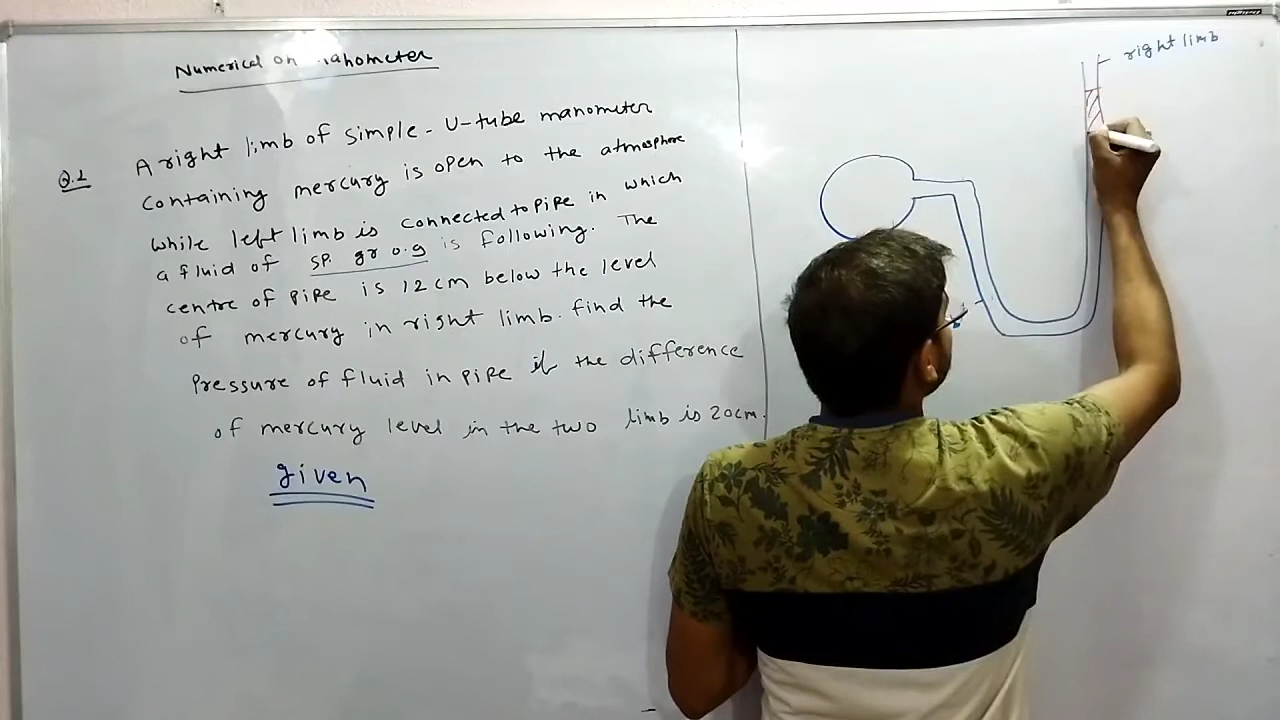 Numerical on Manometer
Q.1 A right limb of simple - U-tube manometer
containing mercury is open to the atmosphere
while left limb is connected to pipe in which
a fluid of SP. gr 0.9 is following. The
centre of pipe is 12 cm below the level
of mercury in right limb. find the
Pressure of fluid in pipe if the difference
of mercury level in the two limb is 20cm.
given
right limb